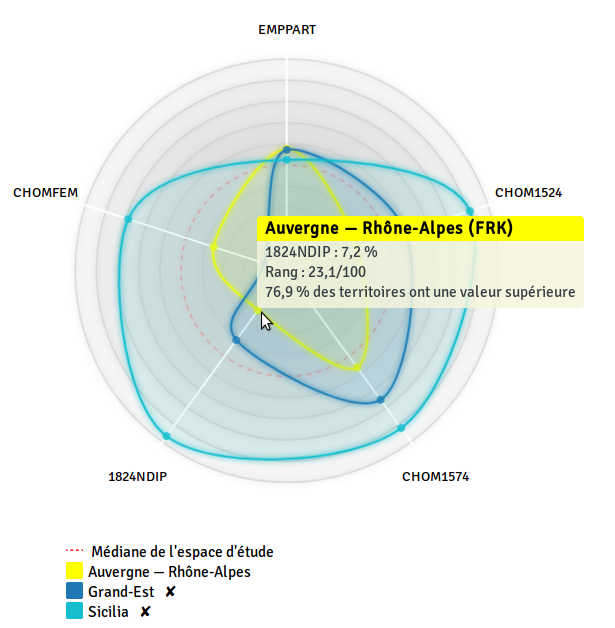 EMPPART
CHOMFEM
CHOM1524
Auvergne — Rhône-Alpes (FRK)
1824NDIP : 7,2 %
Rang : 23,1/100
76,9 % des territoires ont une valeur supérieure
1824NDIP
CHOM1574
Médiane de l'espace d'étude
Auvergne — Rhône-Alpes
Grand-Est ✘
Sicilia ✘